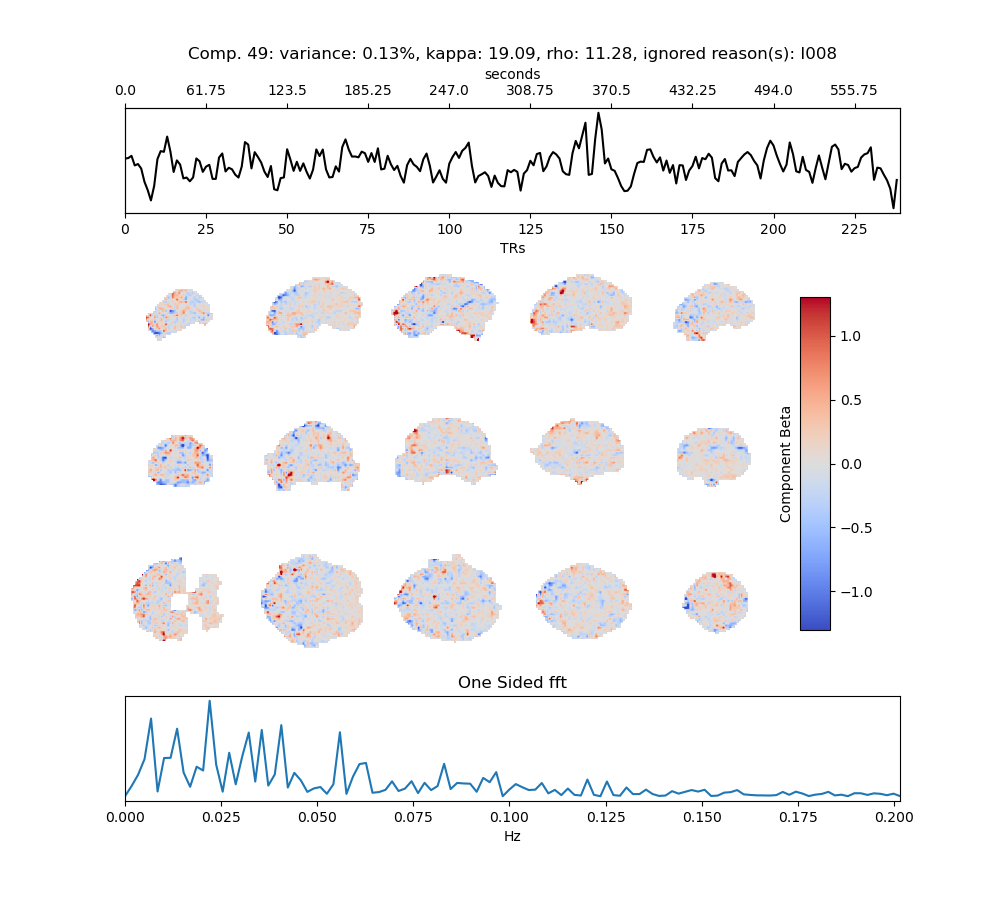 Comp. 49: variance: 0.13%, kappa: 19.09, rho: 11.28, ignored reason(s): I008
seconds
0.0 61.75 123.5 185.25 247.0 308.75 370.5 432.25 494.0 555.75
0 25 50 75 100 125 150 175 200 225
TRs
1.0
0.5
0.0
−0.5
−1.0
Component Beta
One Sided fft
0.000 0.025 0.050 0.075 0.100 0.125 0.150 0.175 0.200
Hz